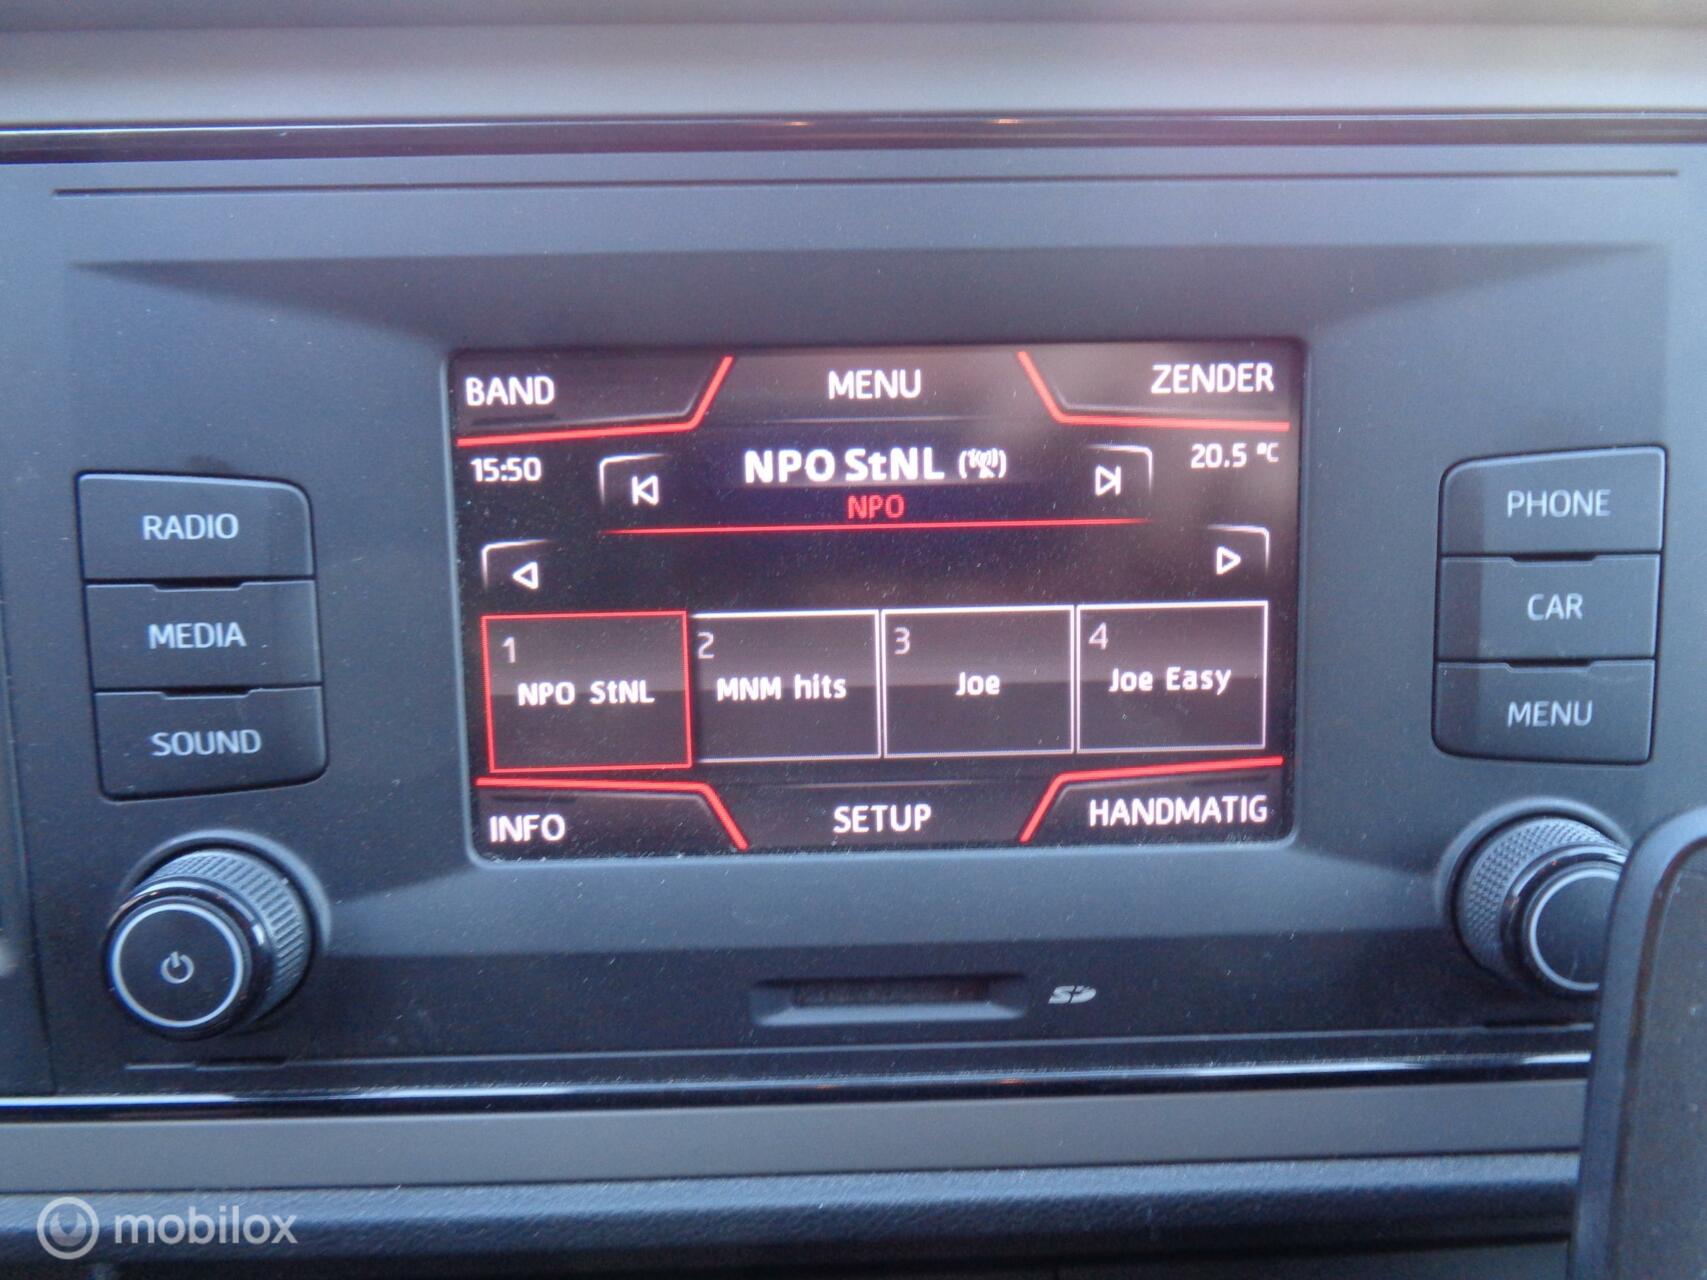 BAND MENU ZENDER
15:50 NPO StNL 20.5 °C
NPO
RADIO
MEDIA
SOUND
1 NPO StNL
2 MNM hits
3 Joe
4 Joe Easy
PHONE
CAR
MENU
INFO SETUP HANDMATIG
SD
mobilox